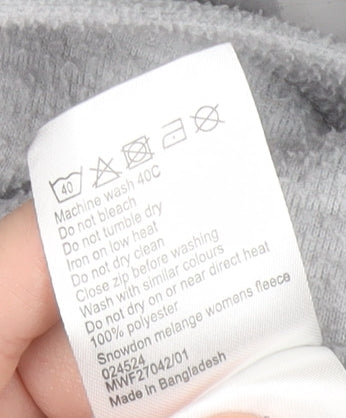 40
Machine wash 40C
Do not bleach
Do not tumble dry
Iron on low heat
Do not dry clean
Close zip before washing
Wash with similar colours
Do not dry on or near direct heat
100% polyester
Snowdon melange womens fleece
024524
MWF27042/01
Made in Bangladesh